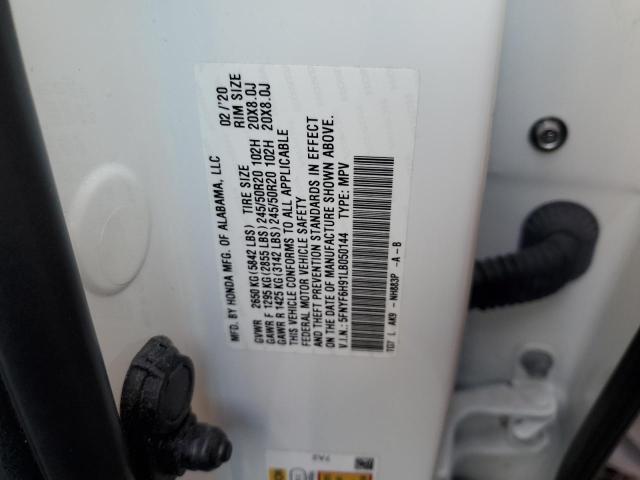 MFD. BY HONDA MFG. OF ALABAMA, LLC 02/'20
TIRE SIZE RIM SIZE
GVWR 2650 KG (5842 LBS)
GAWR F 1295 KG (2855 LBS) 245/50R20 102H 20X8.0J
GAWR R 1425 KG (3142 LBS) 245/50R20 102H 20X8.0J
THIS VEHICLE CONFORMS TO ALL APPLICABLE
FEDERAL MOTOR VEHICLE SAFETY
AND THEFT PREVENTION STANDARDS IN EFFECT
ON THE DATE OF MANUFACTURE SHOWN ABOVE.
V.I.N.: 5FNYF6H91LB050144 TYPE: MPV
TG7 L AK9 - NH883P -A -B